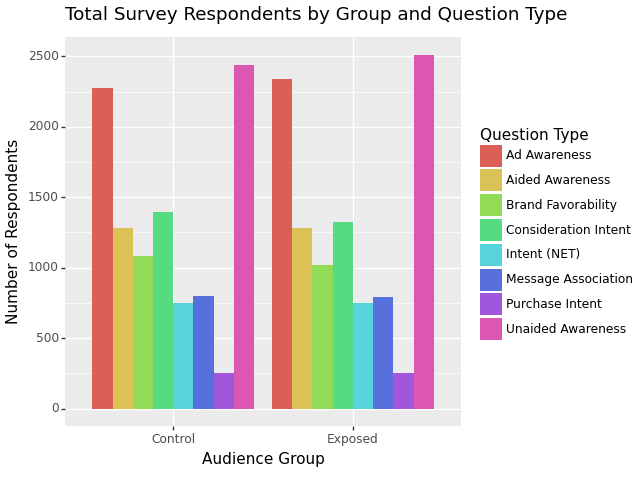 Total Survey Respondents by Group and Question Type
2500
2000
1500
1000
500
0
Number of Respondents
Control
Exposed
Audience Group
Question Type
Ad Awareness
Aided Awareness
Brand Favorability
Consideration Intent
Intent (NET)
Message Association
Purchase Intent
Unaided Awareness